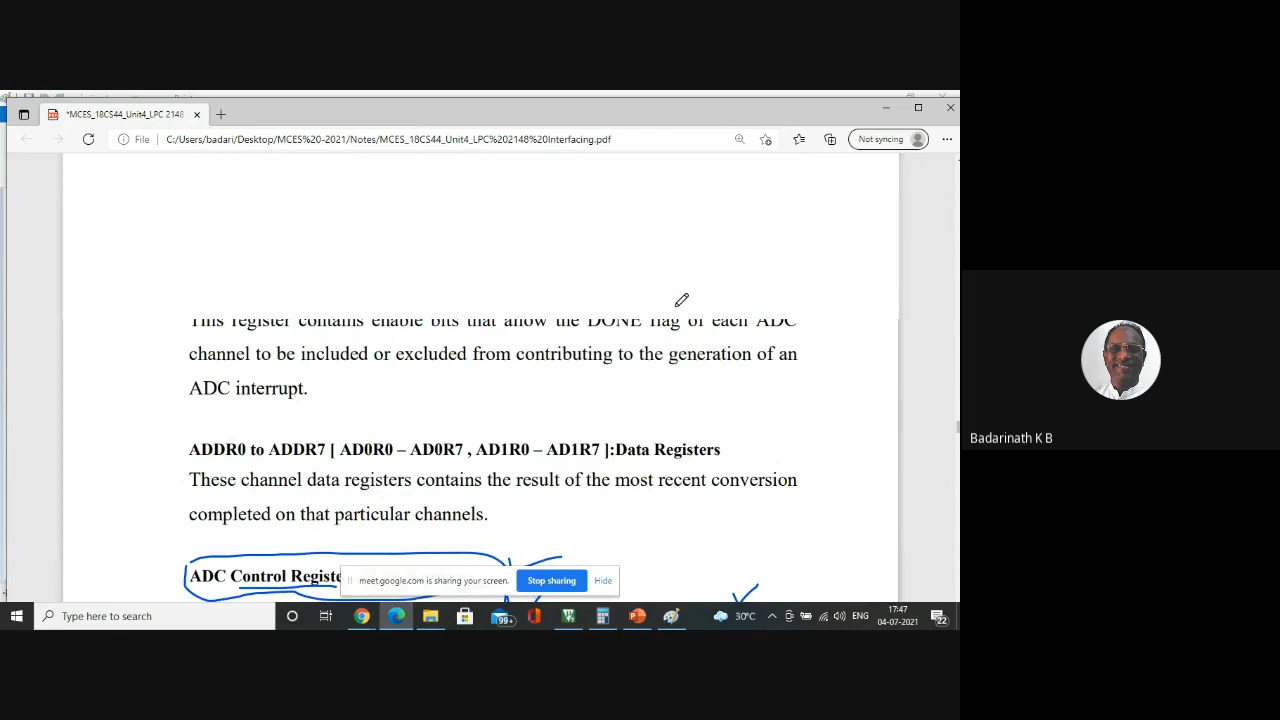 *MCES_18CS44_Unit4_LPC 2148
File
C:/Users/badari/Desktop/MCES%20-2021/Notes/MCES_18CS44_Unit4_LPC%202148%20Interfacing.pdf
Not syncing
This register contains enable bits that allow the DONE flag of each ADC
channel to be included or excluded from contributing to the generation of an
ADC interrupt.
ADDR0 to ADDR7 [ AD0R0 – AD0R7 , AD1R0 – AD1R7 ]:Data Registers
These channel data registers contains the result of the most recent conversion
completed on that particular channels.
ADC Control Registe
meet.google.com is sharing your screen.
Stop sharing
Hide
Badarinath K B
Type here to search
99+
30°C
ENG
17:47
04-07-2021
22